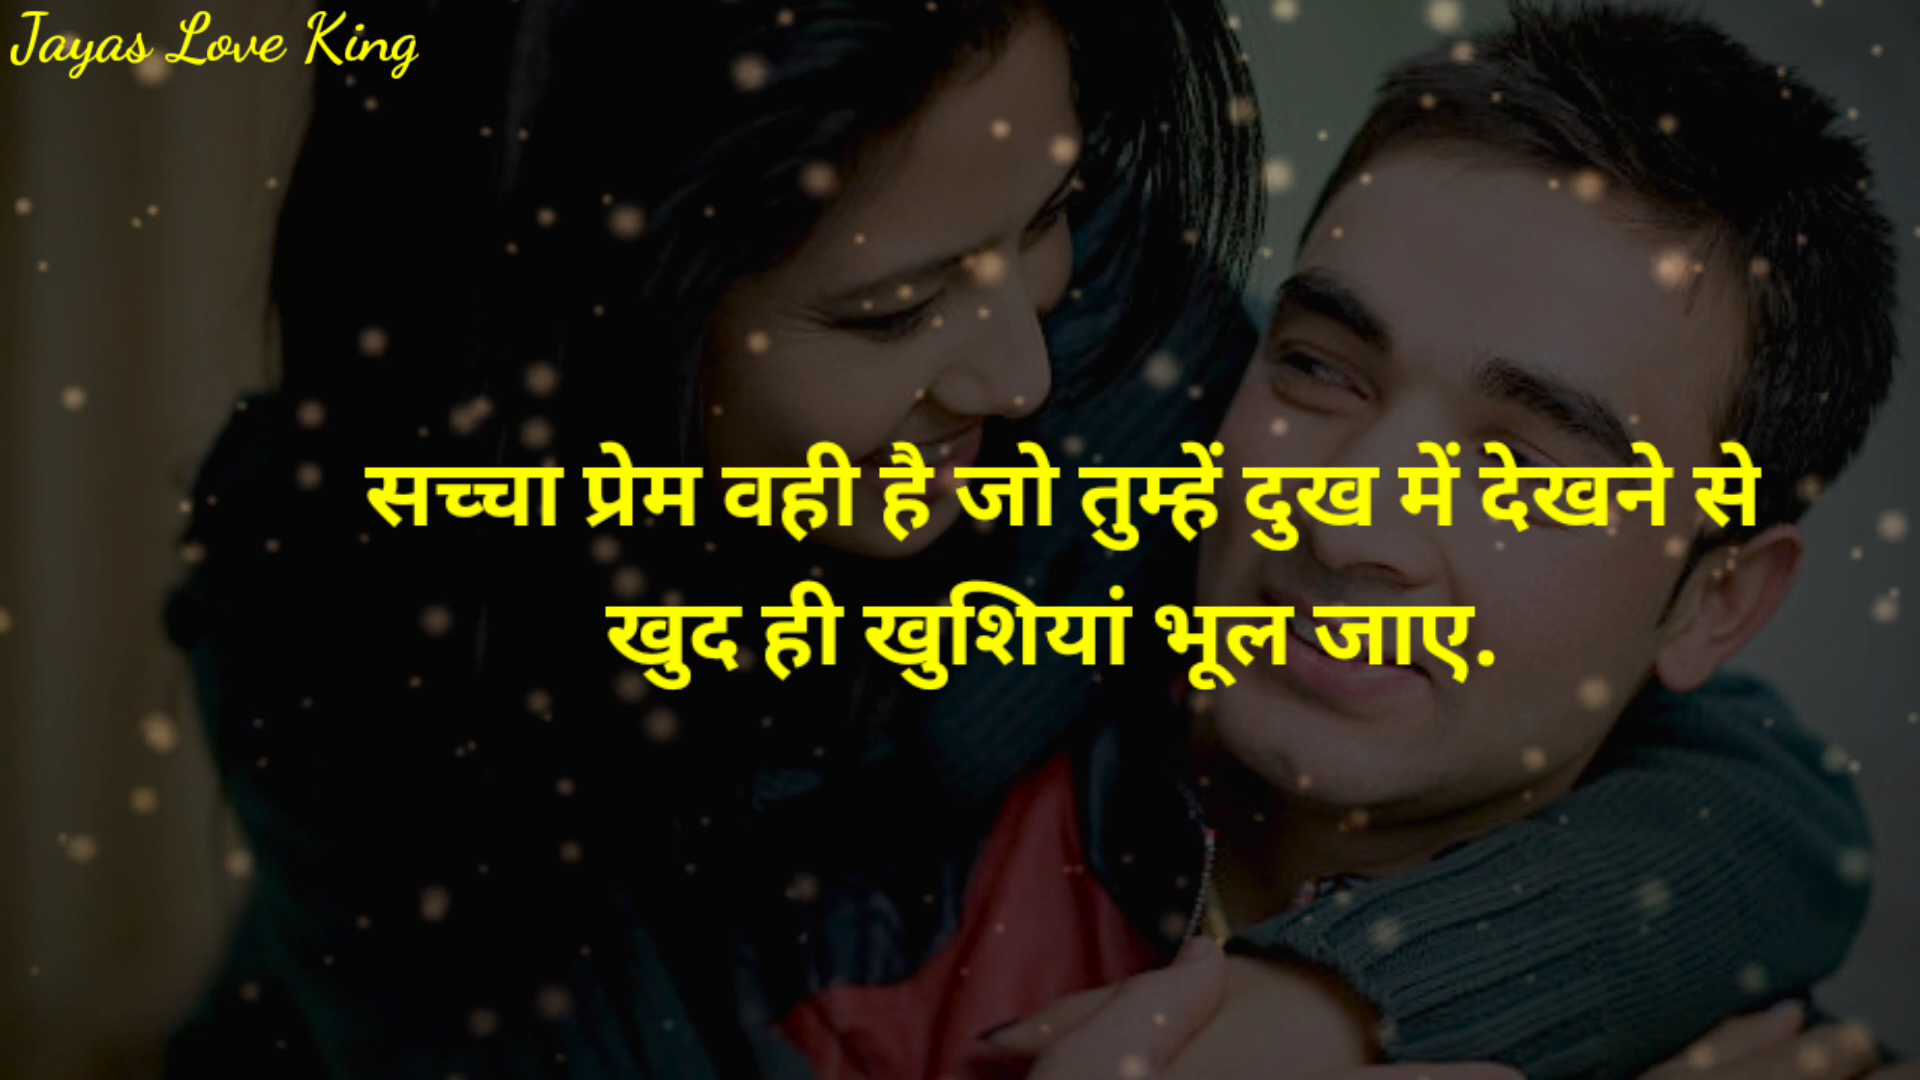 Jayas Love King
सच्चा प्रेम वही है जो तुम्हें दुख में देखने से
खुद ही खुशियां भूल जाए.